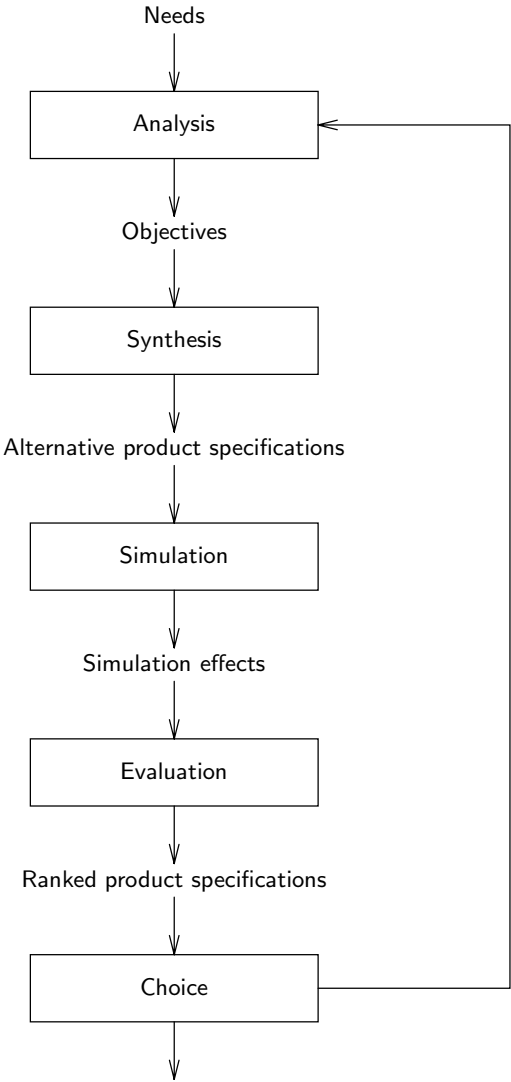 Needs
Analysis
Objectives
Synthesis
Alternative product specifications
Simulation
Simulation effects
Evaluation
Ranked product specifications
Choice